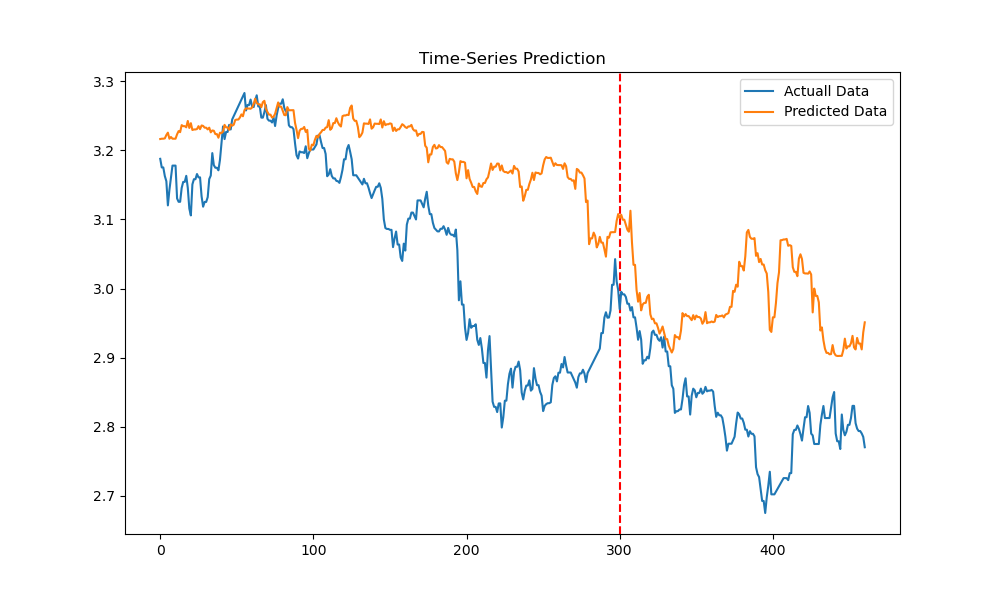 Time-Series Prediction
Actuall Data
Predicted Data
3.3
3.2
3.1
3.0
2.9
2.8
2.7
0 100 200 300 400